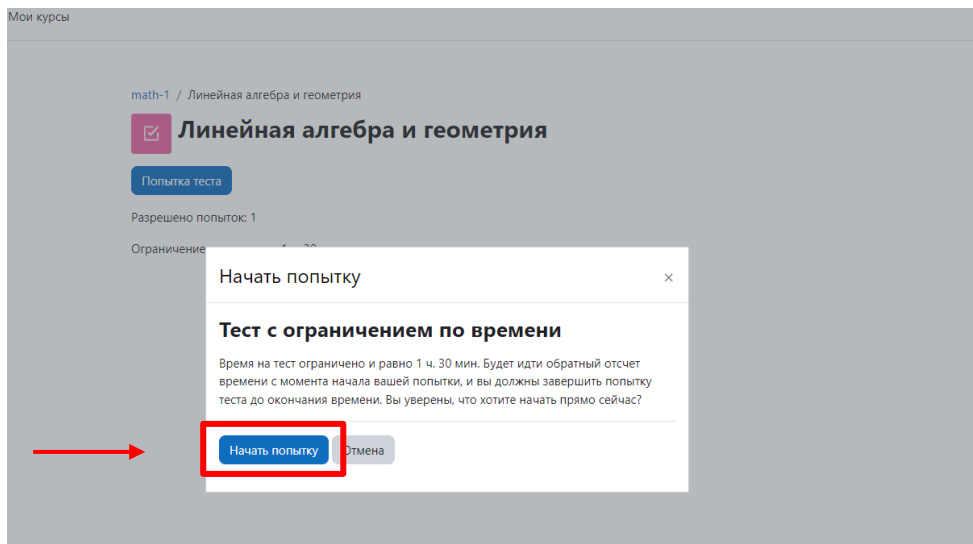 Мои курсы
math-1 / Линейная алгебра и геометрия
Линейная алгебра и геометрия
Попытка теста
Разрешено попыток: 1
Ограничение
Начать попытку ×
Тест с ограничением по времени
Время на тест ограничено и равно 1 ч. 30 мин. Будет идти обратный отсчет
времени с момента начала вашей попытки, и вы должны завершить попытку
теста до окончания времени. Вы уверены, что хотите начать прямо сейчас?
Начать попытку Отмена